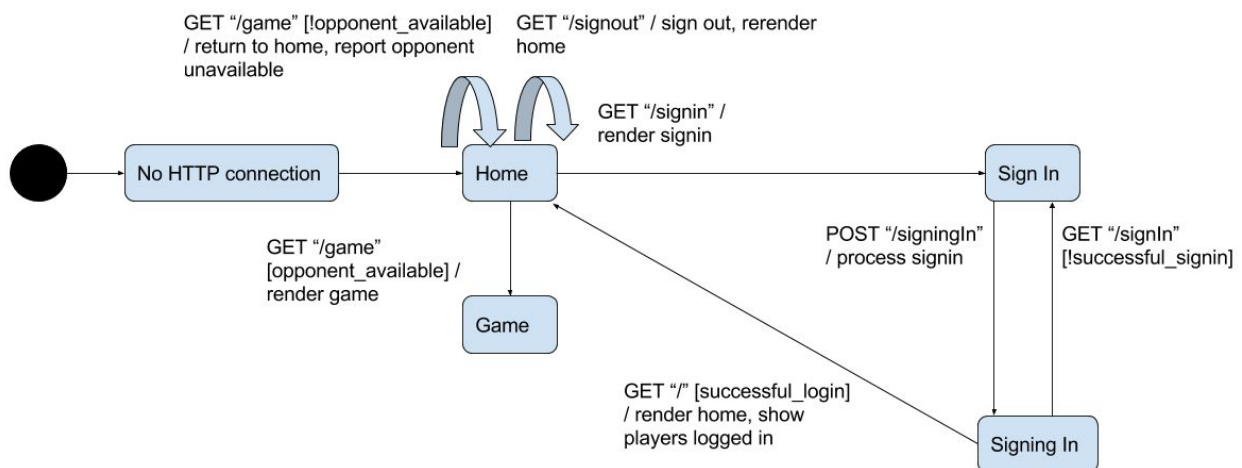 GET “/game” [!opponent_available]
/ return to home, report opponent
unavailable
GET “/signout” / sign out, rerender
home
GET “/signin” /
render signin
No HTTP connection
Home
Sign In
GET “/game”
[opponent_available] /
render game
POST “/signingIn”
/ process signin
GET “/signIn”
[!successful_signin]
Game
GET “/” [successful_login]
/ render home, show
players logged in
Signing In